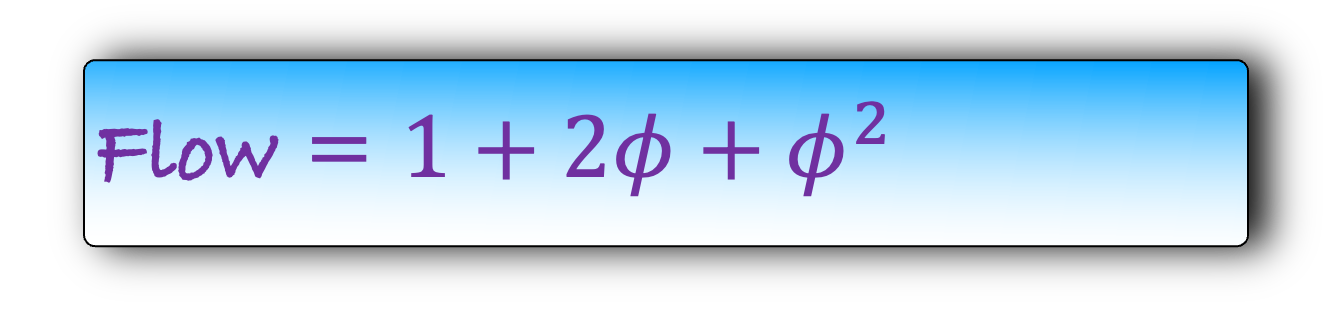 Flow = 1 + 2ϕ + ϕ²